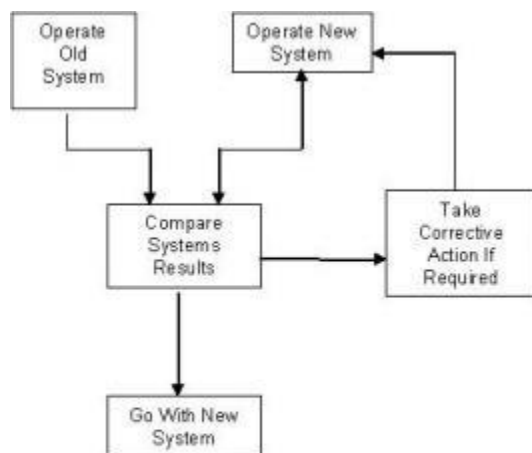 Operate
Old
System
Operate New
System
Compare
Systems
Results
Take
Corrective
Action If
Required
Go With New
System